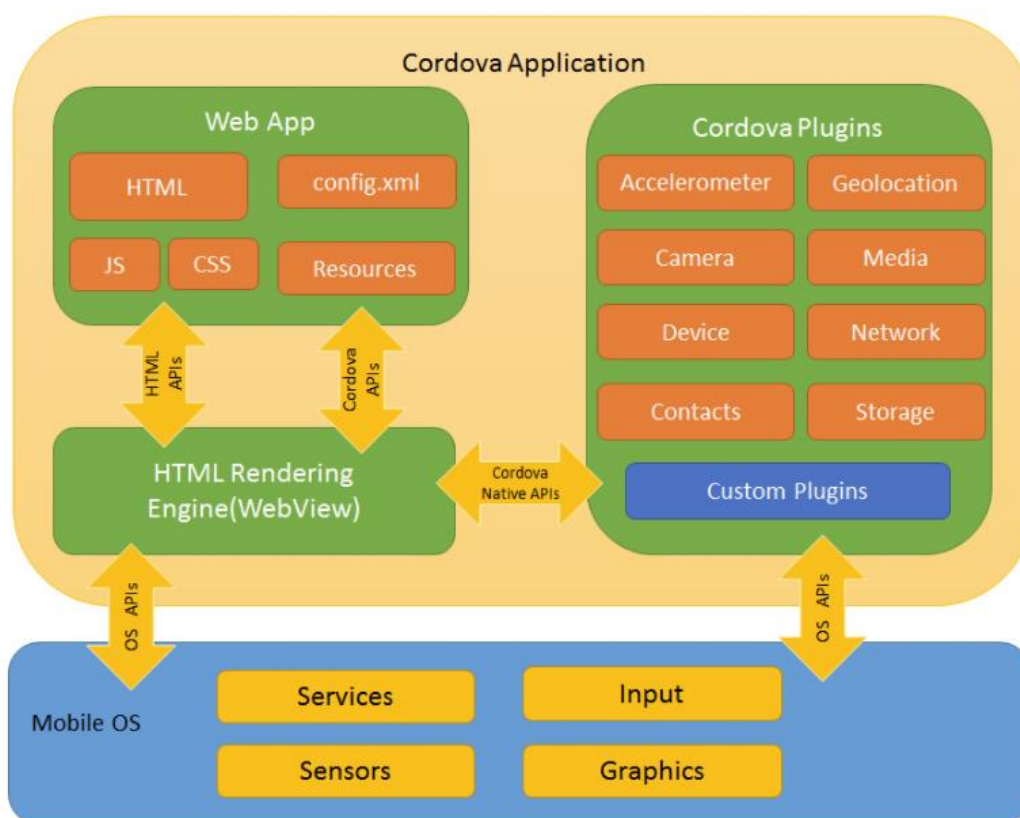 Cordova Application
Web App
HTML
config.xml
JS
CSS
Resources
HTML
APIs
Cordova
APIs
HTML Rendering
Engine(WebView)
Cordova
Native APIs
Cordova Plugins
Accelerometer
Geolocation
Camera
Media
Device
Network
Contacts
Storage
Custom Plugins
OS APIs
OS APIs
Mobile OS
Services
Input
Sensors
Graphics